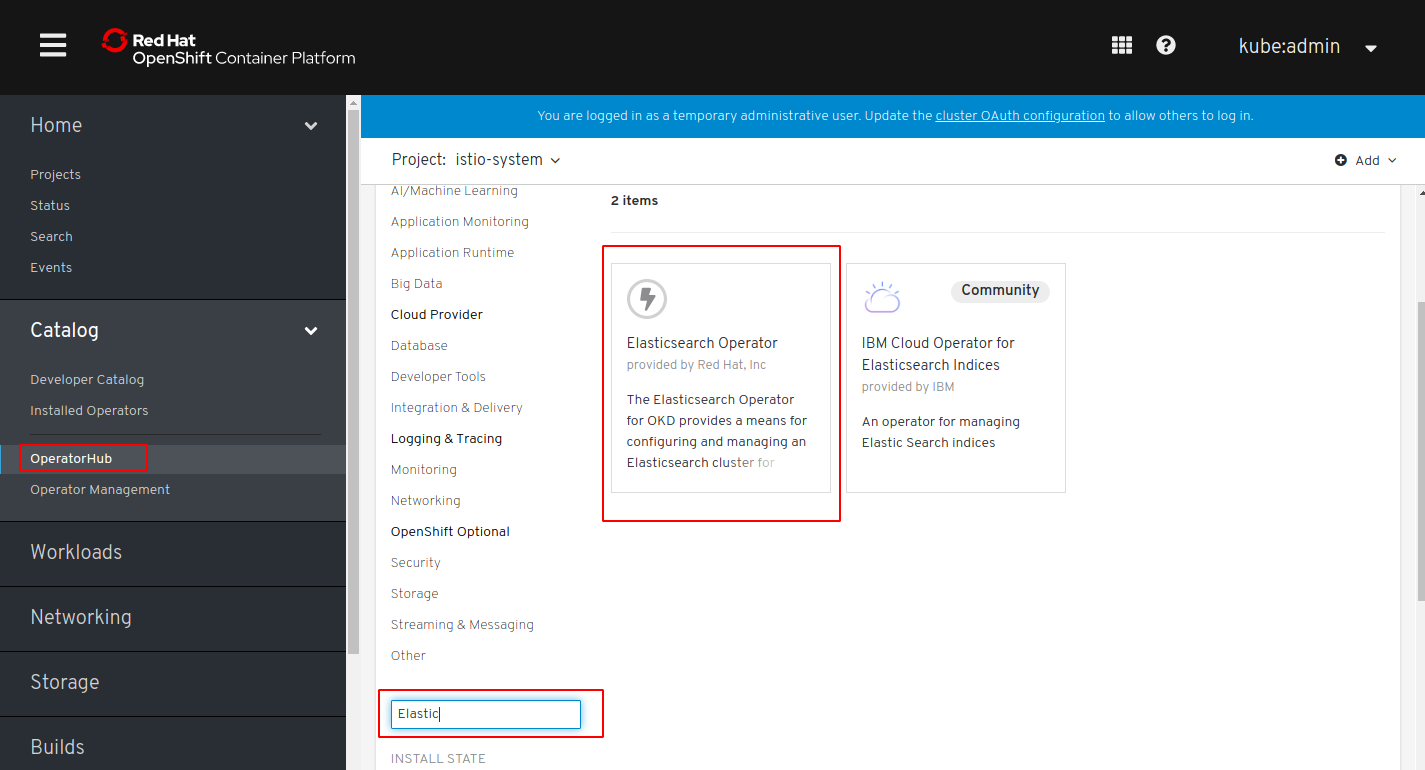 Red Hat
OpenShift Container Platform
kube:admin
Home
Projects
Status
Search
Events
Catalog
Developer Catalog
Installed Operators
OperatorHub
Operator Management
Workloads
Networking
Storage
Builds
You are logged in as a temporary administrative user. Update the cluster OAuth configuration to allow others to log in.
Project: istio-system
Add
AI/Machine Learning
Application Monitoring
Application Runtime
Big Data
Cloud Provider
Database
Developer Tools
Integration & Delivery
Logging & Tracing
Monitoring
Networking
OpenShift Optional
Security
Storage
Streaming & Messaging
Other
Elastic
INSTALL STATE
2 items
Elasticsearch Operator
provided by Red Hat, Inc
The Elasticsearch Operator
for OKD provides a means for
configuring and managing an
Elasticsearch cluster for
Community
IBM Cloud Operator for
Elasticsearch Indices
provided by IBM
An operator for managing
Elastic Search indices